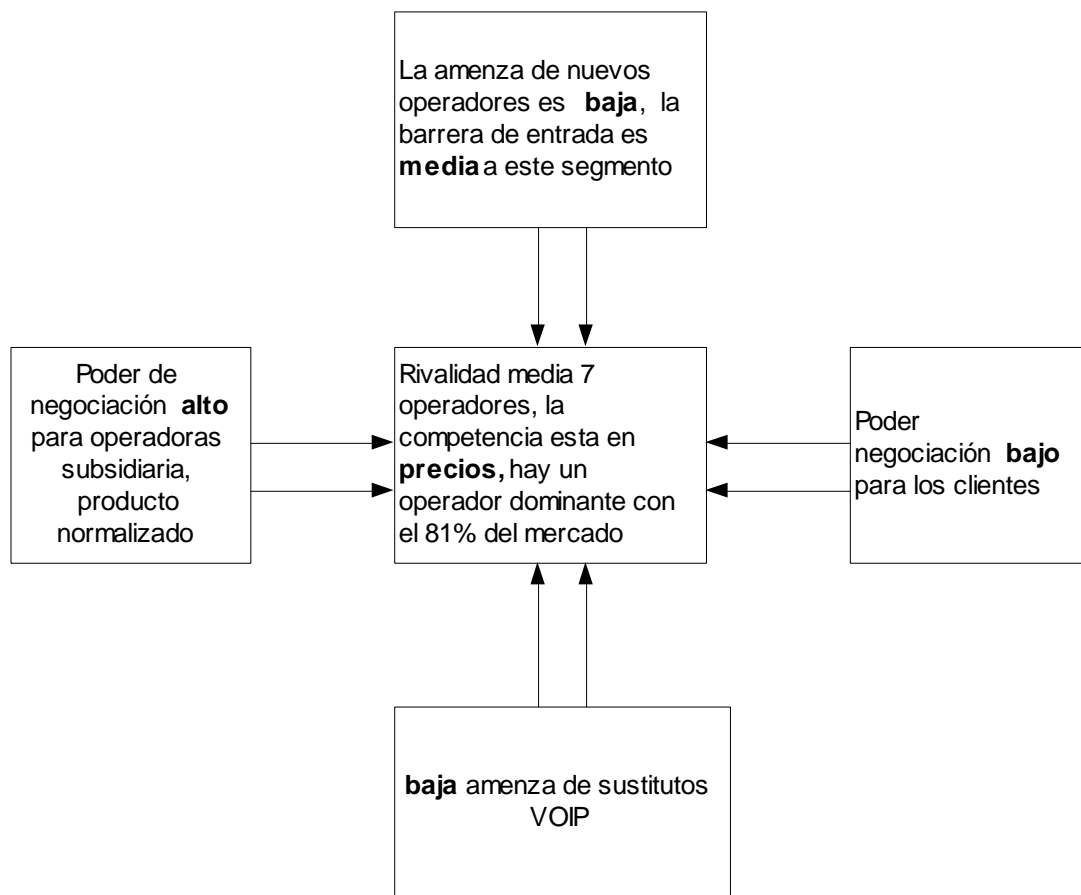 La amenza de nuevos
operadores es baja, la
barrera de entrada es
media a este segmento
Poder de
negociación alto
para operadoras
subsidiaria,
producto
normalizado
Rivalidad media 7
operadores, la
competencia esta en
precios, hay un
operador dominante con
el 81% del mercado
Poder
negociación bajo
para los clientes
baja amenza de sustitutos
VOIP